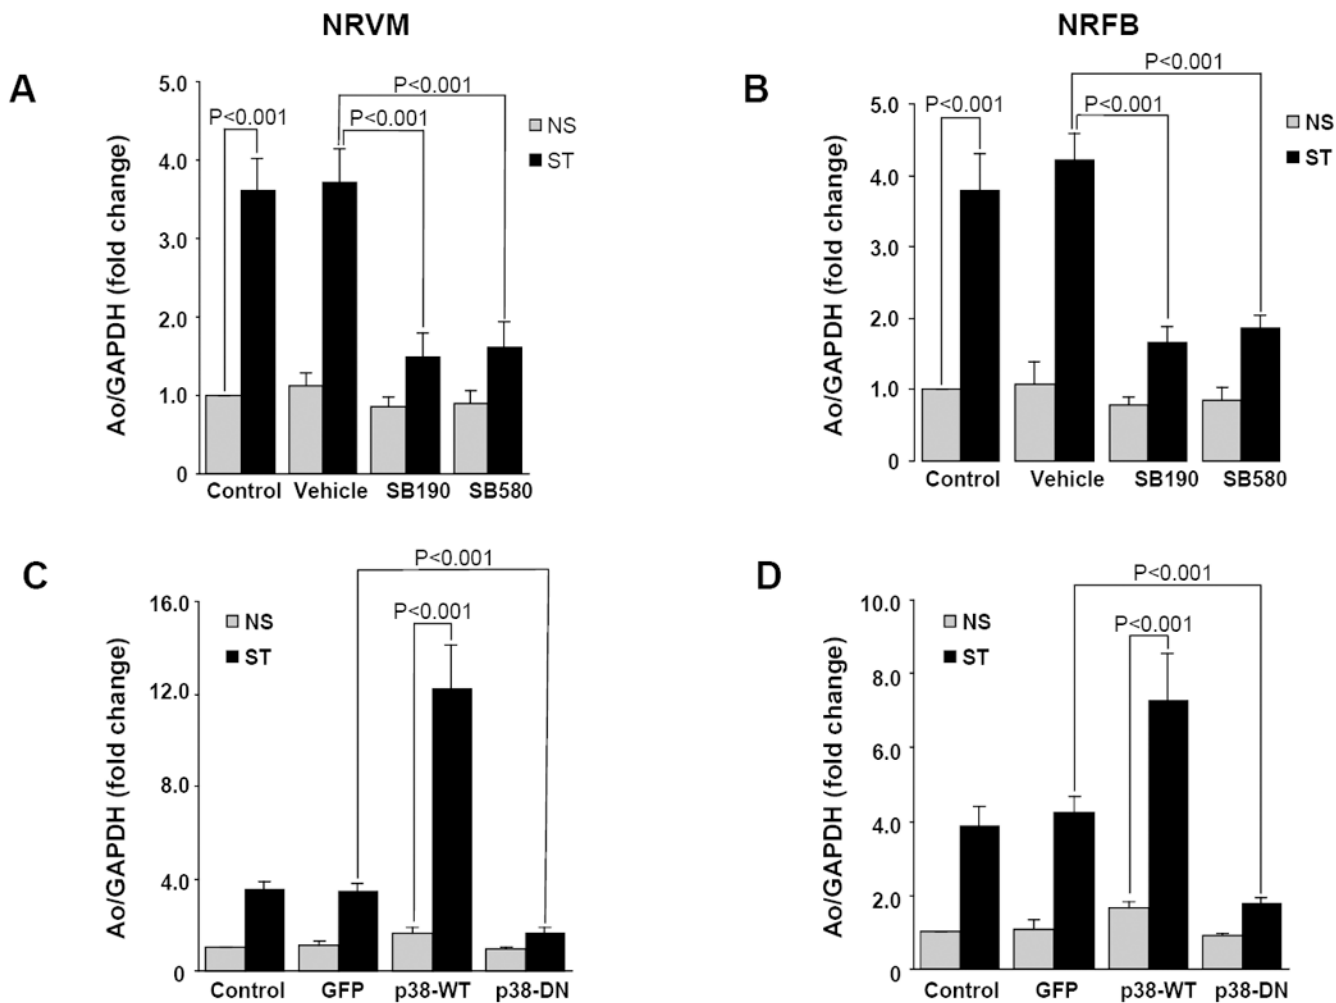 NRVM
NRFB
A
5.0
4.0
3.0
2.0
1.0
0
Ao/GAPDH (fold change)
P<0.001
P<0.001
P<0.001
NS
ST
Control Vehicle SB190 SB580
B
5.0
4.0
3.0
2.0
1.0
0
Ao/GAPDH (fold change)
P<0.001
P<0.001
P<0.001
NS
ST
Control Vehicle SB190 SB580
C
16.0
12.0
8.0
4.0
0
Ao/GAPDH (fold change)
P<0.001
P<0.001
NS
ST
Control GFP p38-WT p38-DN
D
10.0
8.0
6.0
4.0
2.0
0
Ao/GAPDH (fold change)
P<0.001
P<0.001
NS
ST
Control GFP p38-WT p38-DN